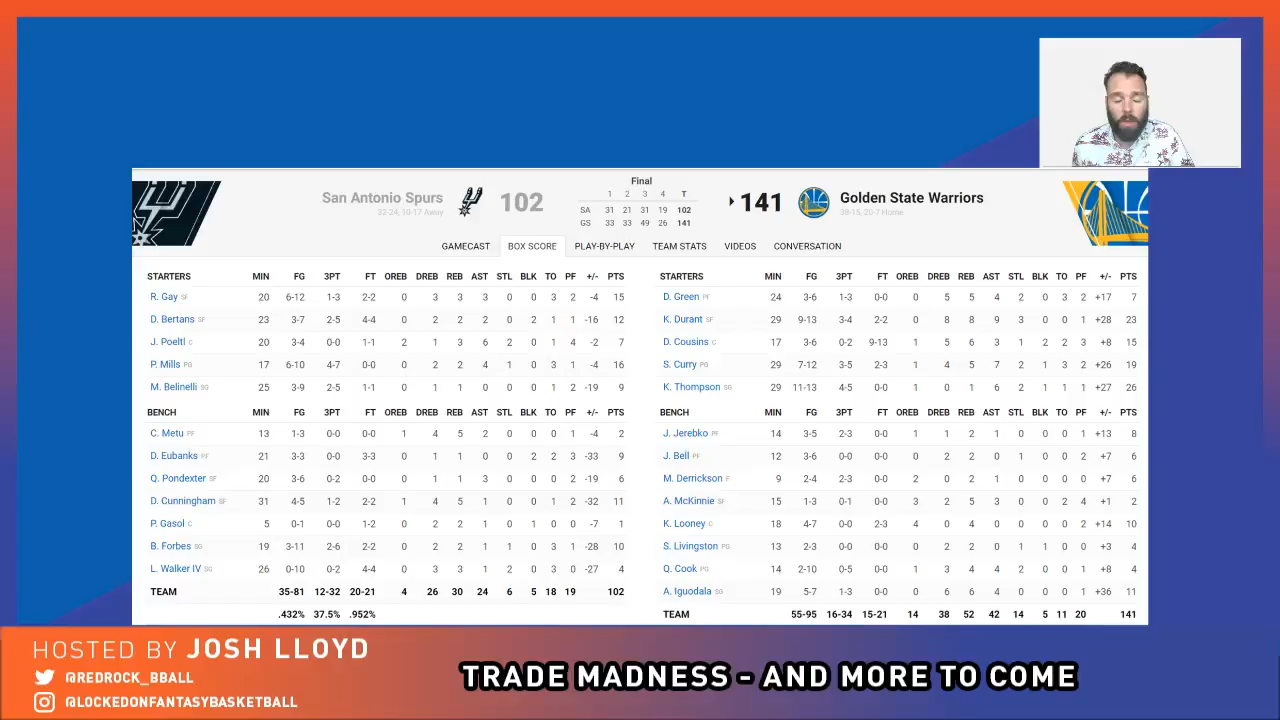 Final
San Antonio Spurs 102 141 Golden State Warriors
32-24, 10-17 Away 38-15, 20-7 Home
1 2 3 4 T
SA 31 21 31 19 102
GS 33 33 49 26 141
GAMECAST BOX SCORE PLAY-BY-PLAY TEAM STATS VIDEOS CONVERSATION
STARTERS MIN FG 3PT FT OREB DREB REB AST STL BLK TO PF +/- PTS
R. Gay SF 20 6-12 1-3 2-2 0 3 3 3 0 0 3 2 -4 15
D. Bertans SF 23 3-7 2-5 4-4 0 2 2 2 0 2 1 1 -16 12
J. Poeltl C 20 3-4 0-0 1-1 2 1 3 6 2 0 1 4 -2 7
P. Mills PG 17 6-10 4-7 0-0 0 2 2 4 1 0 3 1 -4 16
M. Belinelli SG 25 3-9 2-5 1-1 0 1 1 0 0 0 1 2 -19 9
BENCH MIN FG 3PT FT OREB DREB REB AST STL BLK TO PF +/- PTS
C. Metu PF 13 1-3 0-0 0-0 1 4 5 2 0 0 0 1 -4 2
D. Eubanks PF 21 3-3 0-0 3-3 0 1 1 0 0 2 2 3 -33 9
Q. Pondexter SF 20 3-6 0-2 0-0 0 1 1 3 0 0 0 2 -19 6
D. Cunningham SF 31 4-5 1-2 2-2 1 4 5 1 0 0 1 2 -32 11
P. Gasol C 5 0-1 0-0 1-2 0 2 2 1 0 1 0 0 -7 1
B. Forbes SG 19 3-11 2-6 2-2 0 2 2 1 1 0 3 1 -28 10
L. Walker IV SG 26 0-10 0-2 4-4 0 3 3 1 2 0 3 0 -27 4
TEAM 35-81 12-32 20-21 4 26 30 24 6 5 18 19 102
.432% 37.5% .952%
STARTERS MIN FG 3PT FT OREB DREB REB AST STL BLK TO PF +/- PTS
D. Green PF 24 3-6 1-3 0-0 0 5 5 4 2 0 3 2 +17 7
K. Durant SF 29 9-13 3-4 2-2 0 8 8 9 3 0 0 1 +28 23
D. Cousins C 17 3-6 0-2 9-13 1 5 6 3 1 2 2 3 +8 15
S. Curry PG 29 7-12 3-5 2-3 1 4 5 7 2 1 3 2 +26 19
K. Thompson SG 29 11-13 4-5 0-0 0 1 1 6 2 1 1 1 +27 26
BENCH MIN FG 3PT FT OREB DREB REB AST STL BLK TO PF +/- PTS
J. Jerebko PF 14 3-5 2-3 0-0 1 1 2 1 0 0 0 1 +13 8
J. Bell PF 12 3-6 0-0 0-0 0 2 2 0 0 1 0 2 +7 6
M. Derrickson F 9 2-4 2-3 0-0 2 0 2 1 0 0 0 2 +7 6
A. McKinnie SF 15 1-3 0-1 0-0 3 2 5 3 0 0 2 4 +1 2
K. Looney C 18 4-7 0-0 2-3 4 0 4 0 0 0 0 2 +14 10
S. Livingston PG 13 2-3 0-0 0-0 0 2 2 0 1 1 0 0 +3 4
Q. Cook PG 14 2-10 0-5 0-0 1 3 4 4 2 0 0 0 +8 4
A. Iguodala SG 19 5-7 1-3 0-0 0 6 6 4 0 0 0 1 +36 11
TEAM 55-95 16-34 15-21 14 38 52 42 14 5 11 20 141
HOSTED BY JOSH LLOYD
@REDROCK_BBALL
@LOCKEDONFANTASYBASKETBALL
TRADE MADNESS - AND MORE TO COME